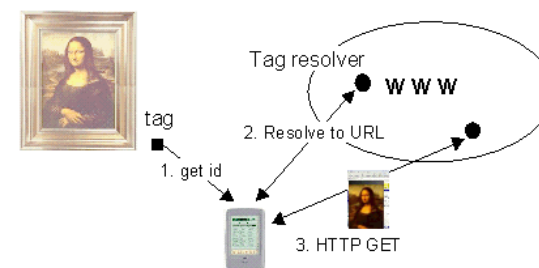 Tag resolver
W W W
tag
2. Resolve to URL
1. get id
3. HTTP GET